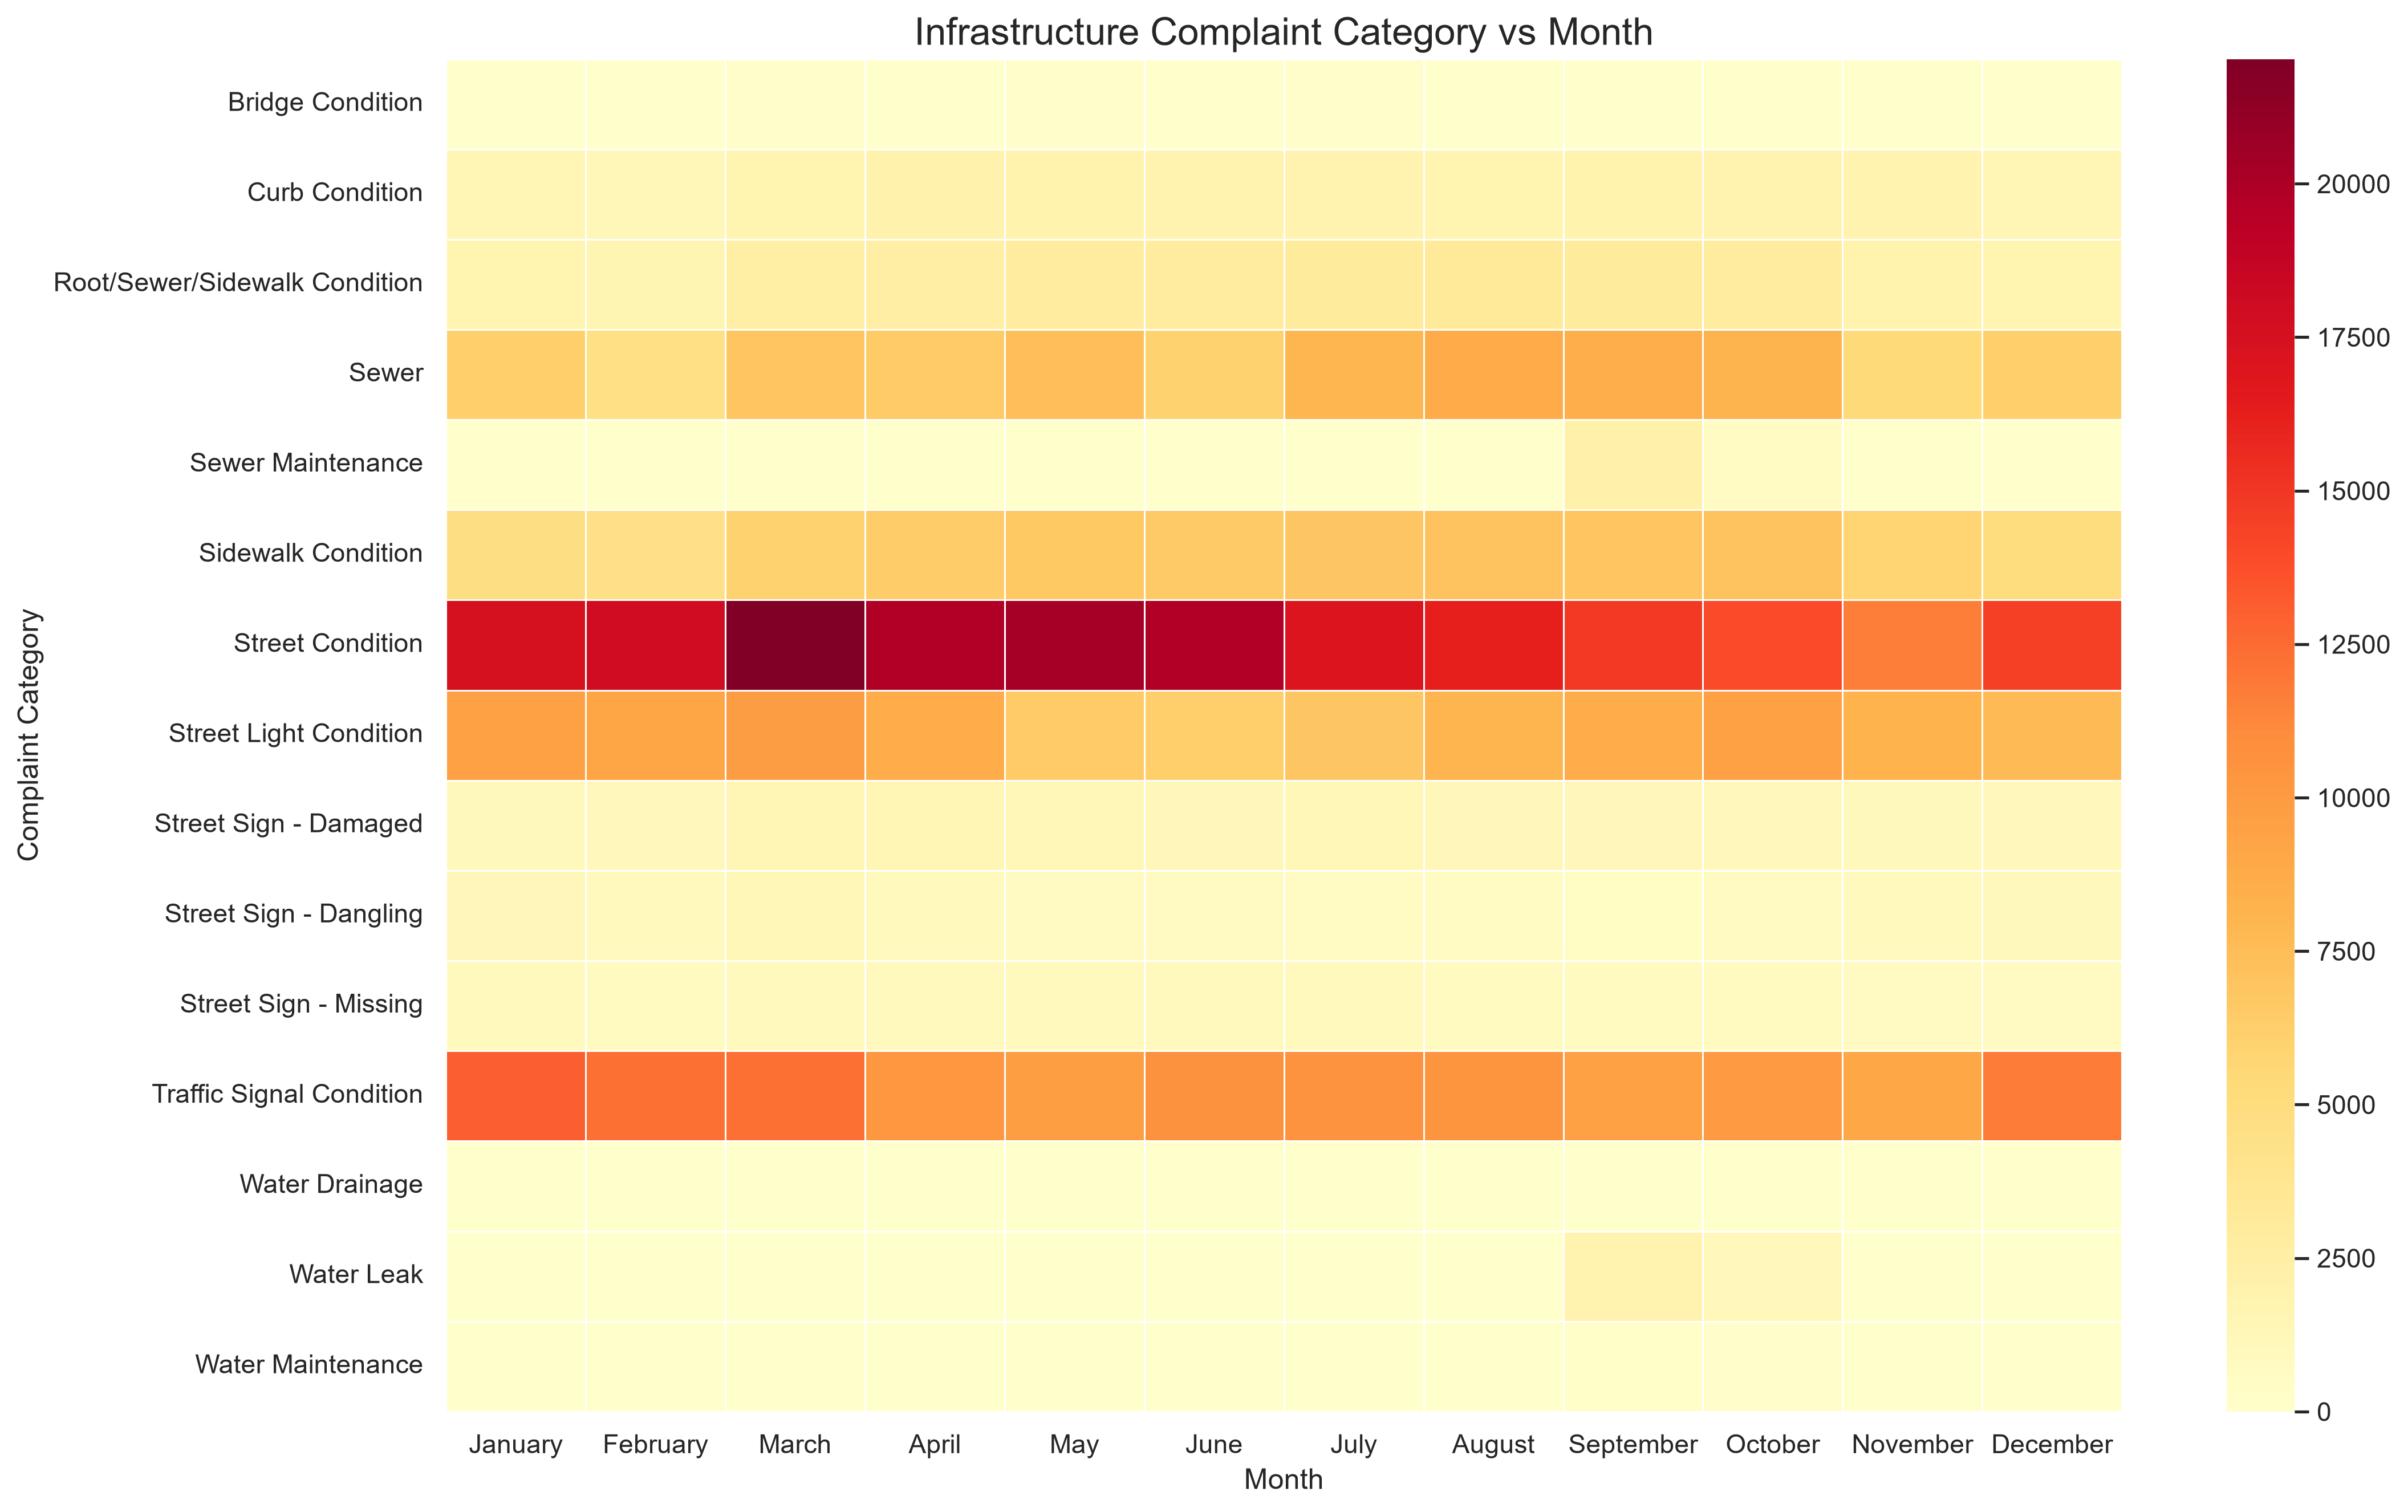 Infrastructure Complaint Category vs Month
Complaint Category
Bridge Condition
Curb Condition
Root/Sewer/Sidewalk Condition
Sewer
Sewer Maintenance
Sidewalk Condition
Street Condition
Street Light Condition
Street Sign - Damaged
Street Sign - Dangling
Street Sign - Missing
Traffic Signal Condition
Water Drainage
Water Leak
Water Maintenance
January February March April May June July August September October November December
Month
20000
17500
15000
12500
10000
7500
5000
2500
0